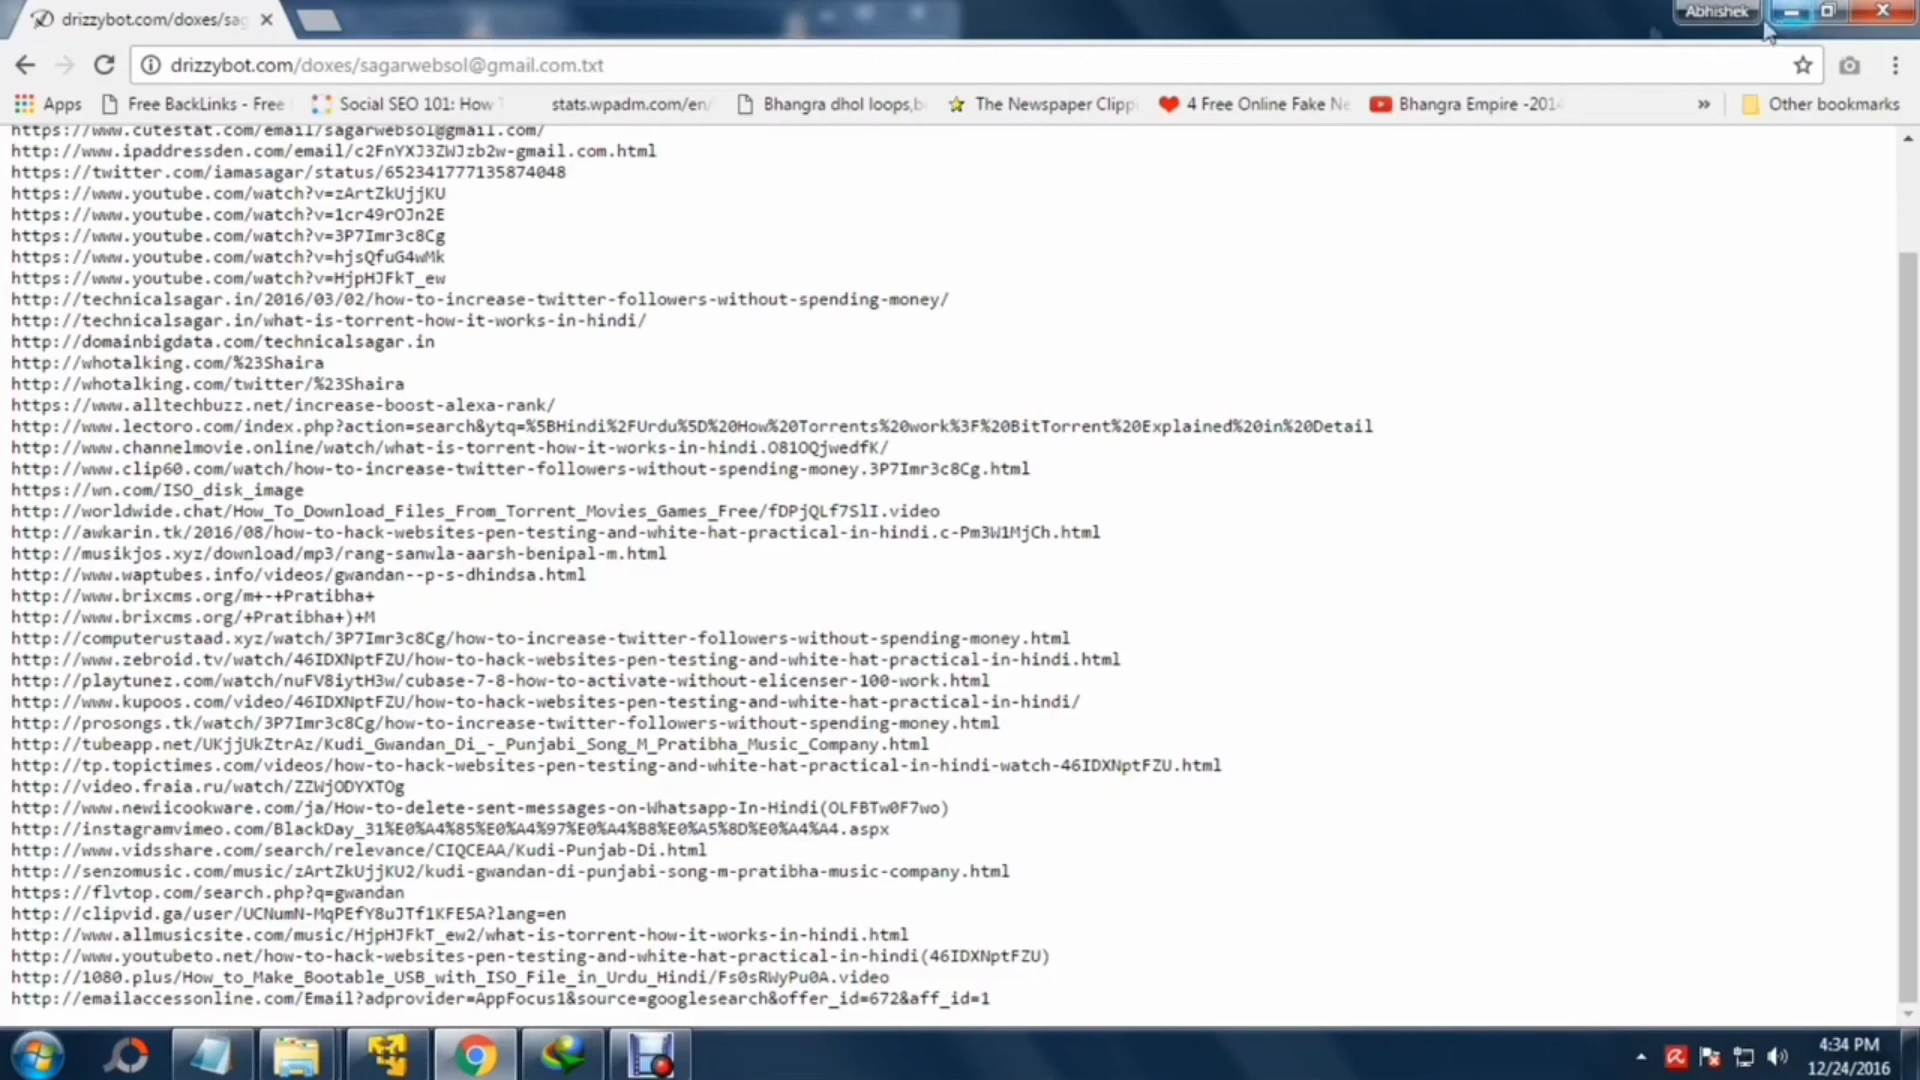 drizzybot.com/doxes/sag
Abhishek
drizzybot.com/doxes/sagarwebsol@gmail.com.txt
Apps
Free BackLinks - Free
Social SEO 101: How T
stats.wpadm.com/en/
Bhangra dhol loops,b
The Newspaper Clipp
4 Free Online Fake Ne
Bhangra Empire -2014
»
Other bookmarks
https://www.cutestat.com/email/sagarwebsol@gmail.com/
http://www.ipaddressden.com/email/c2FnYXJ3ZWJzb2w-gmail.com.html
https://twitter.com/iamasagar/status/652341777135874048
https://www.youtube.com/watch?v=zArtZkUjjKU
https://www.youtube.com/watch?v=1cr49rOJn2E
https://www.youtube.com/watch?v=3P7Imr3c8Cg
https://www.youtube.com/watch?v=hjsQfuG4wMk
https://www.youtube.com/watch?v=HjpHJFkT_ew
http://technicalsagar.in/2016/03/02/how-to-increase-twitter-followers-without-spending-money/
http://technicalsagar.in/what-is-torrent-how-it-works-in-hindi/
http://domainbigdata.com/technicalsagar.in
http://whotalking.com/%23Shaira
http://whotalking.com/twitter/%23Shaira
https://www.alltechbuzz.net/increase-boost-alexa-rank/
http://www.lectoro.com/index.php?action=search&ytq=%5BHindi%2FUrdu%5D%20How%20Torrents%20work%3F%20BitTorrent%20Explained%20in%20Detail
http://www.channelmovie.online/watch/what-is-torrent-how-it-works-in-hindi.O81OQjwedfK/
http://www.clip60.com/watch/how-to-increase-twitter-followers-without-spending-money.3P7Imr3c8Cg.html
https://wn.com/ISO_disk_image
http://worldwide.chat/How_To_Download_Files_From_Torrent_Movies_Games_Free/fDPjQLf7SlI.video
http://awkarin.tk/2016/08/how-to-hack-websites-pen-testing-and-white-hat-practical-in-hindi.c-Pm3W1MjCh.html
http://musikjos.xyz/download/mp3/rang-sanwla-aarsh-benipal-m.html
http://www.waptubes.info/videos/gwandan--p-s-dhindsa.html
http://www.brixcms.org/m+-+Pratibha+
http://www.brixcms.org/+Pratibha+)+M
http://computerustaad.xyz/watch/3P7Imr3c8Cg/how-to-increase-twitter-followers-without-spending-money.html
http://www.zebroid.tv/watch/46IDXNptFZU/how-to-hack-websites-pen-testing-and-white-hat-practical-in-hindi.html
http://playtunez.com/watch/nuFV8iytH3w/cubase-7-8-how-to-activate-without-elicenser-100-work.html
http://www.kupoos.com/video/46IDXNptFZU/how-to-hack-websites-pen-testing-and-white-hat-practical-in-hindi/
http://prosongs.tk/watch/3P7Imr3c8Cg/how-to-increase-twitter-followers-without-spending-money.html
http://tubeapp.net/UKjjUkZtrAz/Kudi_Gwandan_Di_-_Punjabi_Song_M_Pratibha_Music_Company.html
http://tp.topictimes.com/videos/how-to-hack-websites-pen-testing-and-white-hat-practical-in-hindi-watch-46IDXNptFZU.html
http://video.fraia.ru/watch/ZZWjODYXTOg
http://www.newiicookware.com/ja/How-to-delete-sent-messages-on-Whatsapp-In-Hindi(OLFBTw0F7wo)
http://instagramvimeo.com/BlackDay_31%E0%A4%85%E0%A4%97%E0%A4%B8%E0%A5%8D%E0%A4%A4.aspx
http://www.vidsshare.com/search/relevance/CIQCEAA/Kudi-Punjab-Di.html
http://senzomusic.com/music/zArtZkUjjKU2/kudi-gwandan-di-punjabi-song-m-pratibha-music-company.html
https://flvtop.com/search.php?q=gwandan
http://clipvid.ga/user/UCNumN-MqPEfY8uJTf1KFE5A?lang=en
http://www.allmusicsite.com/music/HjpHJFkT_ew2/what-is-torrent-how-it-works-in-hindi.html
http://www.youtubeto.net/how-to-hack-websites-pen-testing-and-white-hat-practical-in-hindi(46IDXNptFZU)
http://1080.plus/How_to_Make_Bootable_USB_with_ISO_File_in_Urdu_Hindi/Fs0sRWyPu0A.video
http://emailaccessonline.com/Email?adprovider=AppFocus1&source=googlesearch&offer_id=672&aff_id=1
4:34 PM
12/24/2016